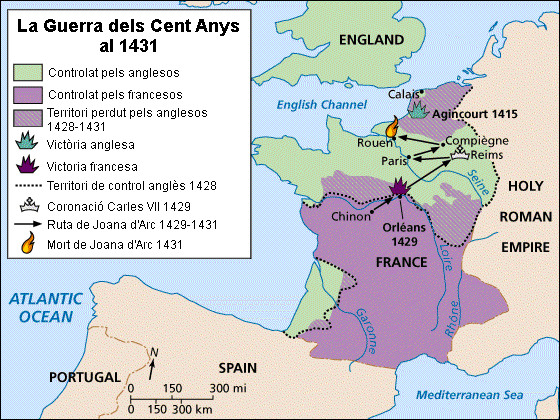 La Guerra dels Cent Anys
al 1431
Controlat pels anglesos
Controlat pels francesos
Territori perdut pels anglesos
1428-1431
Victòria anglesa
Victoria francesa
Territori de control anglès 1428
Coronació Carles VII 1429
Ruta de Joana d'Arc 1429-1431
Mort de Joana d'Arc 1431
ENGLAND
English Channel
Calais
Agincourt 1415
Rouen
Compiègne
Paris
Reims
Seine
HOLY
ROMAN
EMPIRE
Chinon
Orléans
1429
FRANCE
Loire
Rhône
Garonne
ATLANTIC
OCEAN
N
SPAIN
PORTUGAL
0 150 300 mi
0 150 300 km
Mediterranean Sea